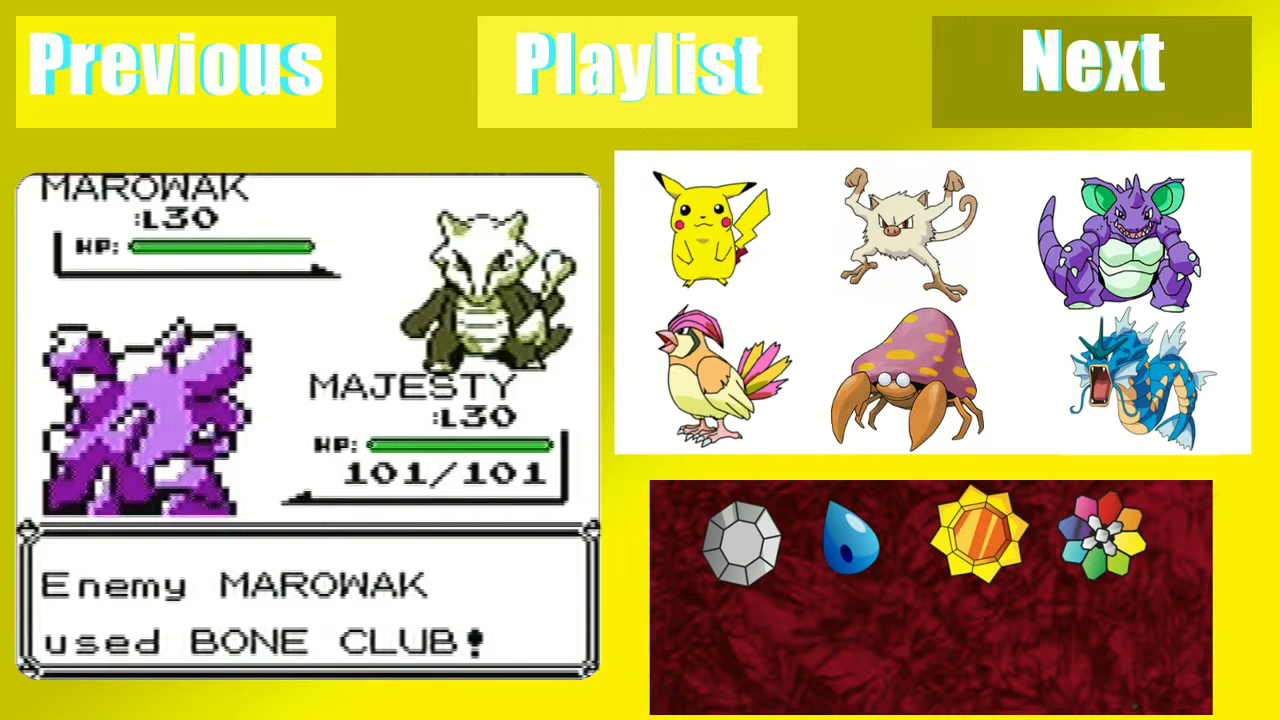 Previous
Playlist
Next
MAROWAK
:L30
HP:
MAJESTY
:L30
HP:
101/101
Enemy MAROWAK
used BONE CLUB!